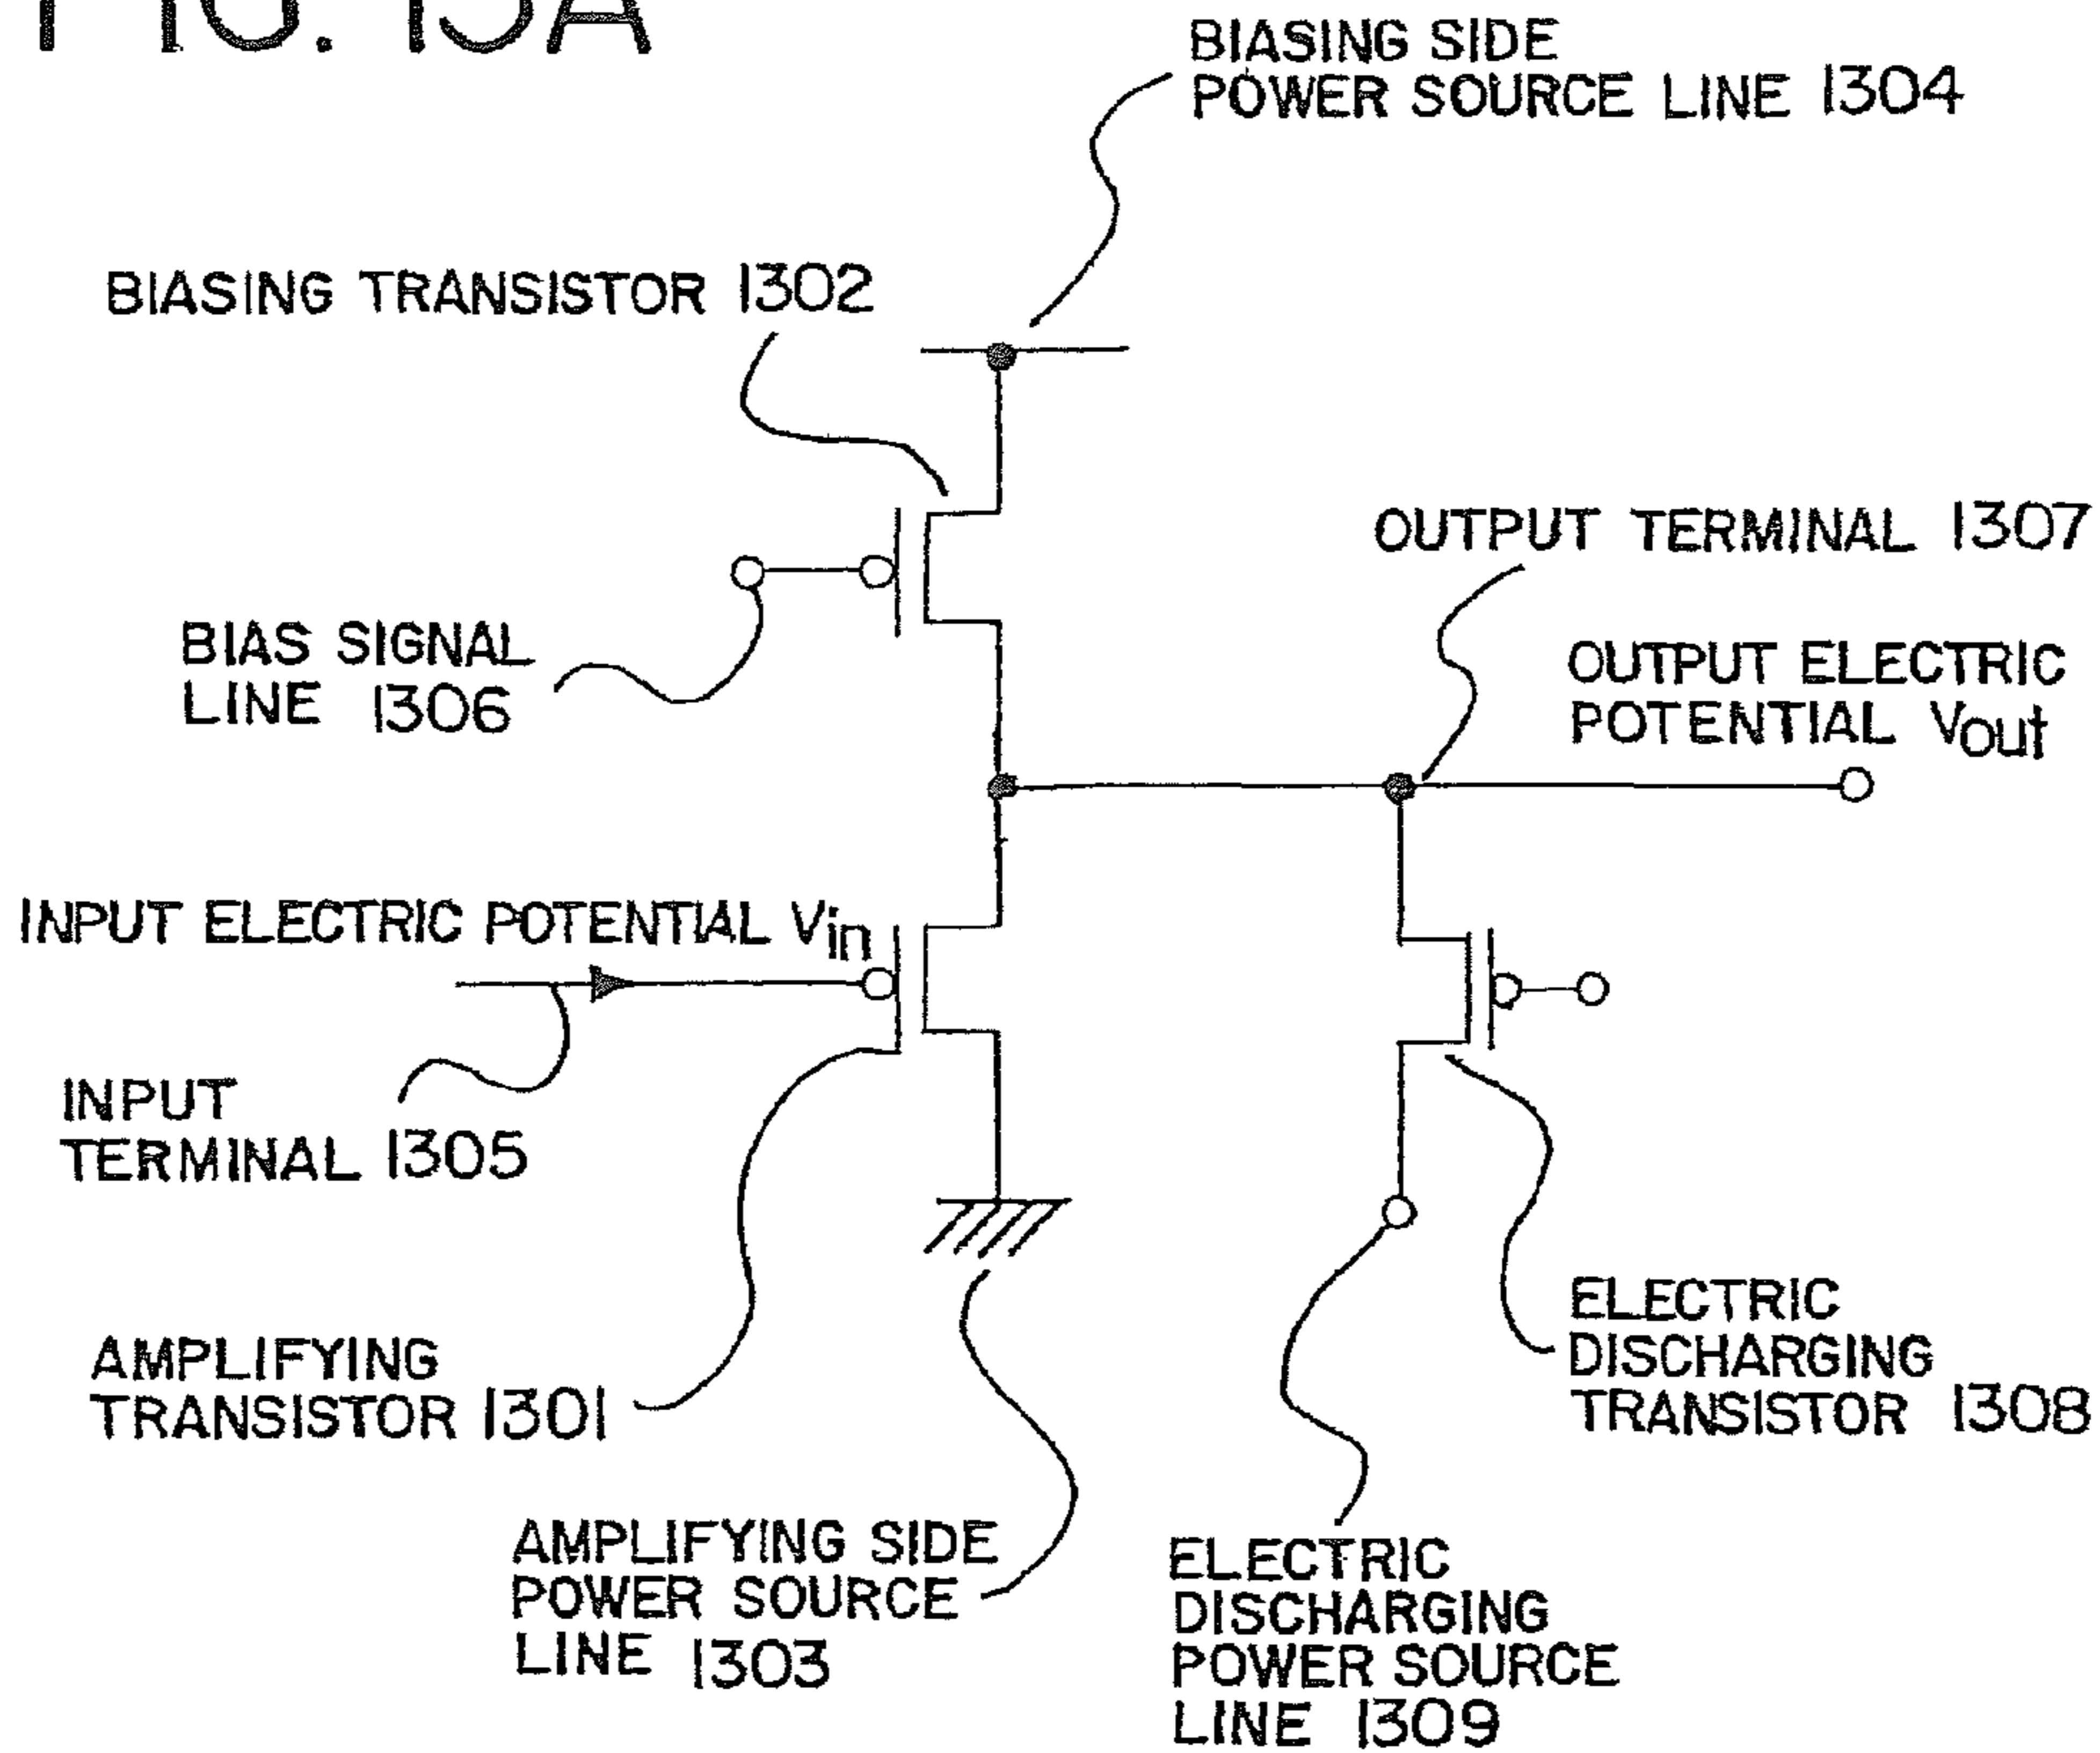 FIG. 13A
BIASING SIDE
POWER SOURCE LINE 1304
BIASING TRANSISTOR 1302
OUTPUT TERMINAL 1307
BIAS SIGNAL
LINE 1306
OUTPUT ELECTRIC
POTENTIAL Vout
INPUT ELECTRIC POTENTIAL Vin
INPUT
TERMINAL 1305
AMPLIFYING
TRANSISTOR 1301
ELECTRIC
DISCHARGING
TRANSISTOR 1308
AMPLIFYING SIDE
POWER SOURCE
LINE 1303
ELECTRIC
DISCHARGING
POWER SOURCE
LINE 1309